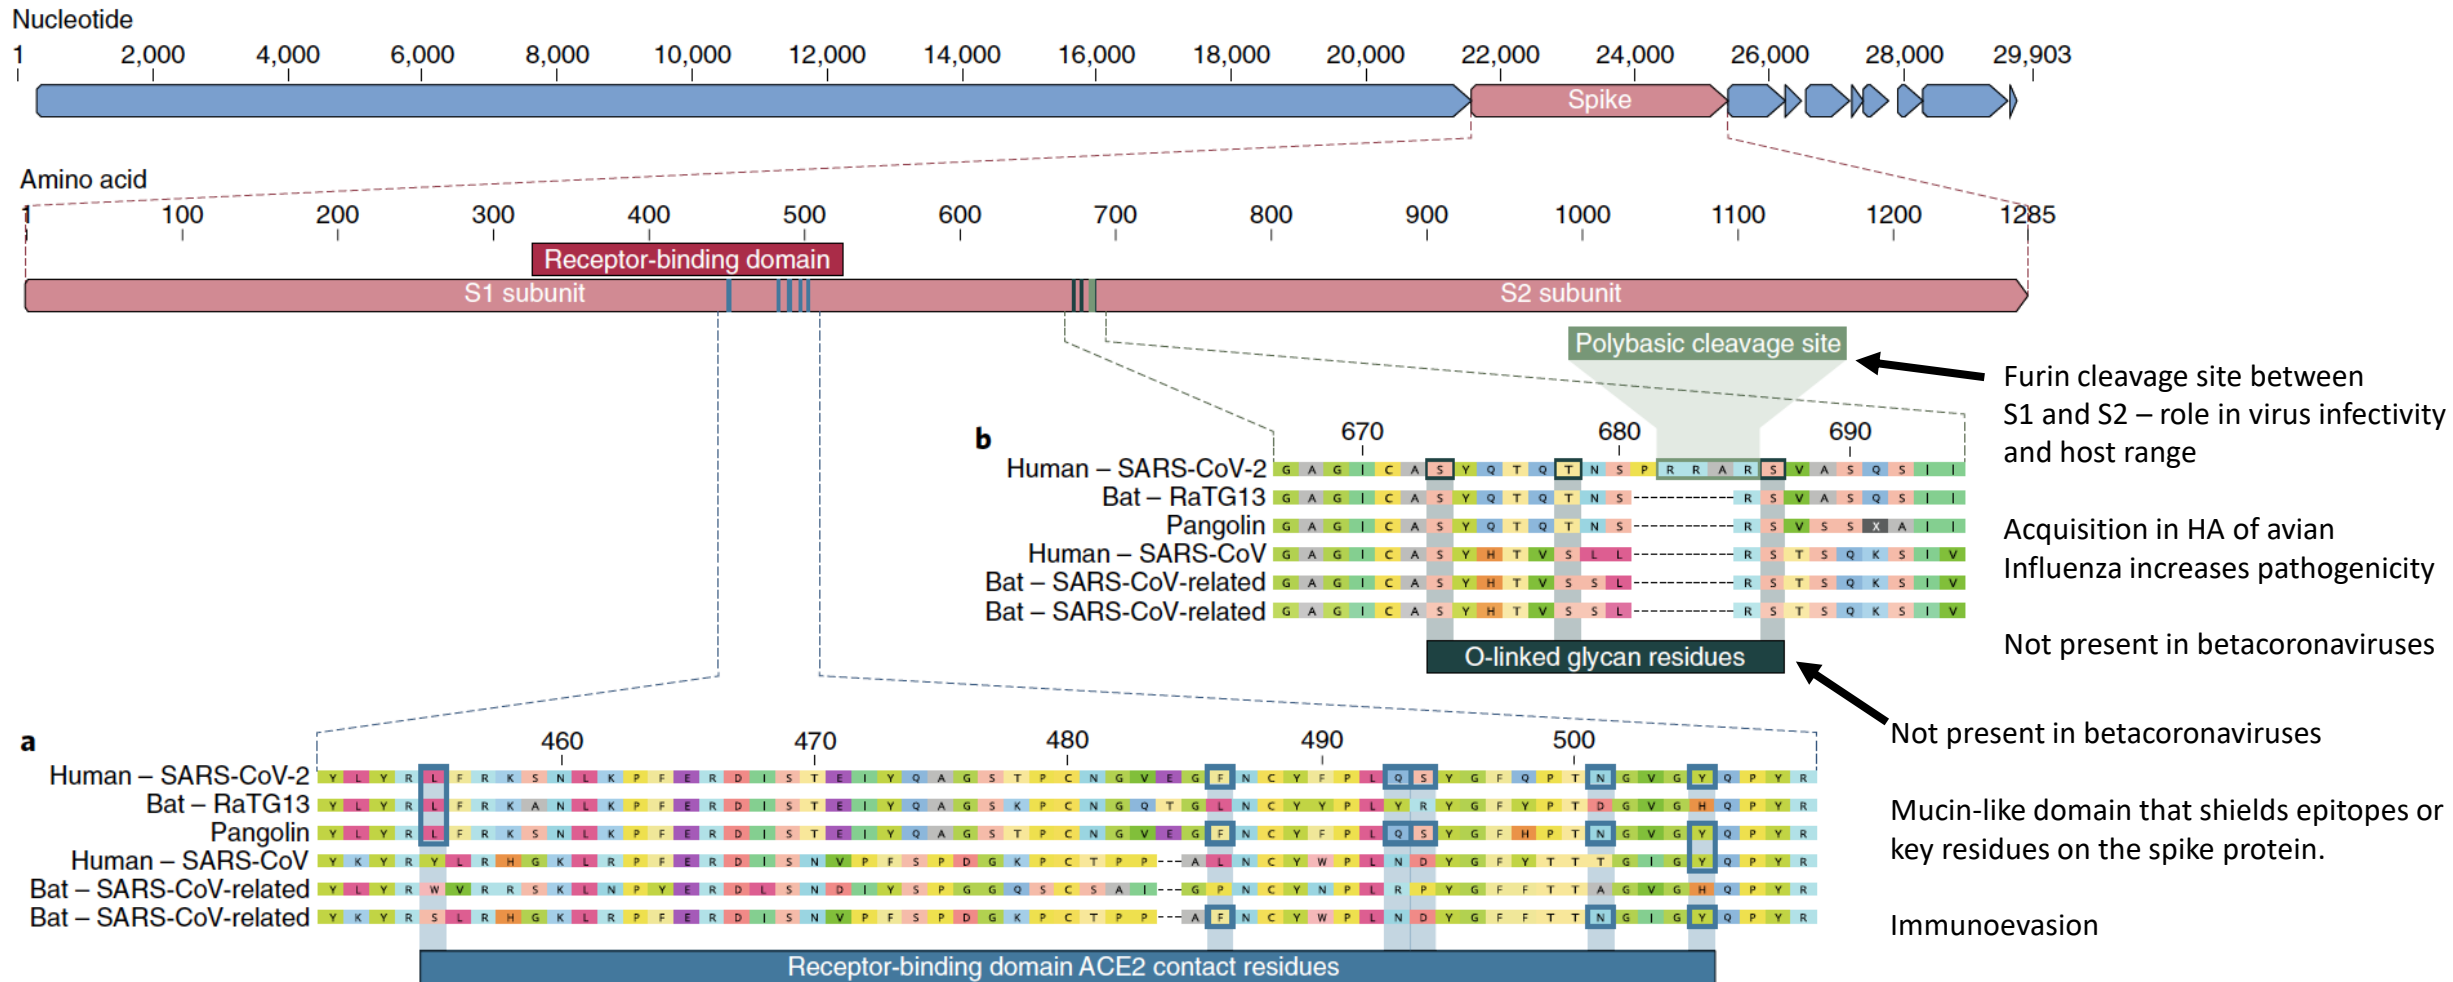 Nucleotide
1 2,000 4,000 6,000 8,000 10,000 12,000 14,000 16,000 18,000 20,000 22,000 24,000 26,000 28,000 29,903
Spike
Amino acid
1 100 200 300 400 500 600 700 800 900 1000 1100 1200 1285
Receptor-binding domain
S1 subunit S2 subunit
Polybasic cleavage site
Furin cleavage site between
S1 and S2 – role in virus infectivity
and host range
b 670 680 690
Human – SARS-CoV-2 G A G I C A S Y Q T Q T N S P R R A R S V A S Q S I I
Bat – RaTG13 G A G I C A S Y Q T Q T N S ---------- R S V A S Q S I I
Pangolin G A G I C A S Y Q T Q T N S ---------- R S V S S X A I I
Human – SARS-CoV G A G I C A S Y H T V S L L ---------- R S T S Q K S I V
Bat – SARS-CoV-related G A G I C A S Y H T V S S L ---------- R S T S Q K S I V
Bat – SARS-CoV-related G A G I C A S Y H T V S S L ---------- R S T S Q K S I V
O-linked glycan residues
Acquisition in HA of avian
Influenza increases pathogenicity
Not present in betacoronaviruses
Not present in betacoronaviruses
Mucin-like domain that shields epitopes or
key residues on the spike protein.
Immunoevasion
a 460 470 480 490 500
Human – SARS-CoV-2 Y L Y R L F R K S N L K P F E R D I S T E I Y Q A G S T P C N G V E G F N C Y F P L Q S Y G F Q P T N G V G Y Q P Y R
Bat – RaTG13 Y L Y R L F R K A N L K P F E R D I S T E I Y Q A G S K P C N G Q T G L N C Y Y P L Y R Y G F Y P T D G V G H Q P Y R
Pangolin Y L Y R L F R K S N L K P F E R D I S T E I Y Q A G S T P C N G V E G F N C Y F P L Q S Y G F H P T N G V G Y Q P Y R
Human – SARS-CoV Y K Y R Y L R H G K L R P F E R D I S N V P F S P D G K P C T P P --- A L N C Y W P L N D Y G F Y T T T G I G Y Q P Y R
Bat – SARS-CoV-related Y L Y R W V R R S K L N P Y E R D L S N D I Y S P G G Q S C S A I --- G P N C Y N P L R P Y G F F T T A G V G H Q P Y R
Bat – SARS-CoV-related Y K Y R S L R H G K L R P F E R D I S N V P F S P D G K P C T P P --- A F N C Y W P L N D Y G F F T T N G I G Y Q P Y R
Receptor-binding domain ACE2 contact residues